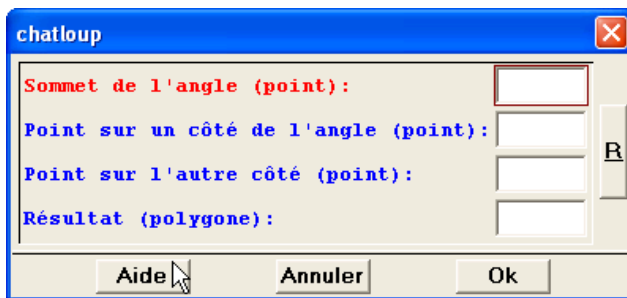 chatloup
Sommet de l'angle (point):
Point sur un côté de l'angle (point):
Point sur l'autre côté (point):
Résultat (polygone):
R
Aide Annuler Ok